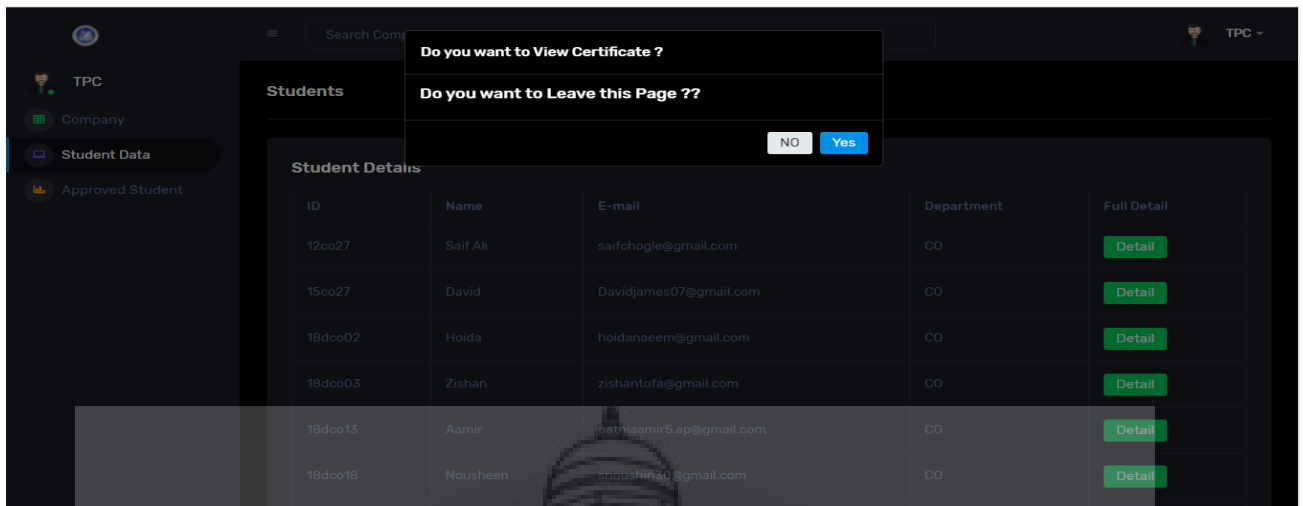 Search Comp
TPC
Do you want to View Certificate ?
TPC
Students
Do you want to Leave this Page ??
Company
NO
Yes
Student Data
Student Details
Approved Student
ID Name E-mail Department Full Detail
12co27 Saif Ali saifchogle@gmail.com CO Detail
15co27 David Davidjames07@gmail.com CO Detail
18dco02 Hoida hoidanaeem@gmail.com CO Detail
18dco03 Zishan zishantofa@gmail.com CO Detail
18dco13 Aamir CO Detail
18dco18 Nousheen CO Detail